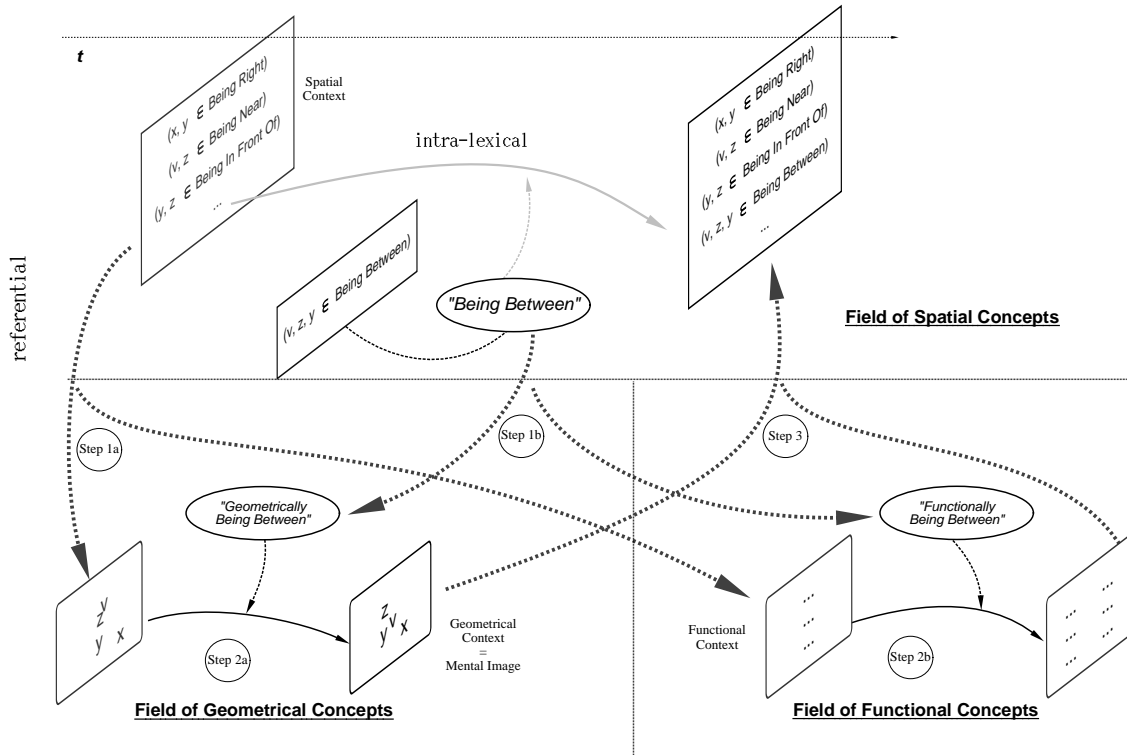 t
(x, y ∈ Being Right)
(v, z ∈ Being Near)
(y, z ∈ Being In Front Of)
...
Spatial
Context
intra-lexical
(x, y ∈ Being Right)
(v, z ∈ Being Near)
(y, z ∈ Being In Front Of)
(v, z, y ∈ Being Between)
...
referential
(v, z, y ∈ Being Between)
"Being Between"
Field of Spatial Concepts
Step 1a
Step 1b
Step 3
"Geometrically
Being Between"
"Functionally
Being Between"
v
z
y x
z
y v x
Geometrical
Context
=
Mental Image
Functional
Context
...
...
...
... ...
... ...
... ...
Step 2a
Step 2b
Field of Geometrical Concepts
Field of Functional Concepts